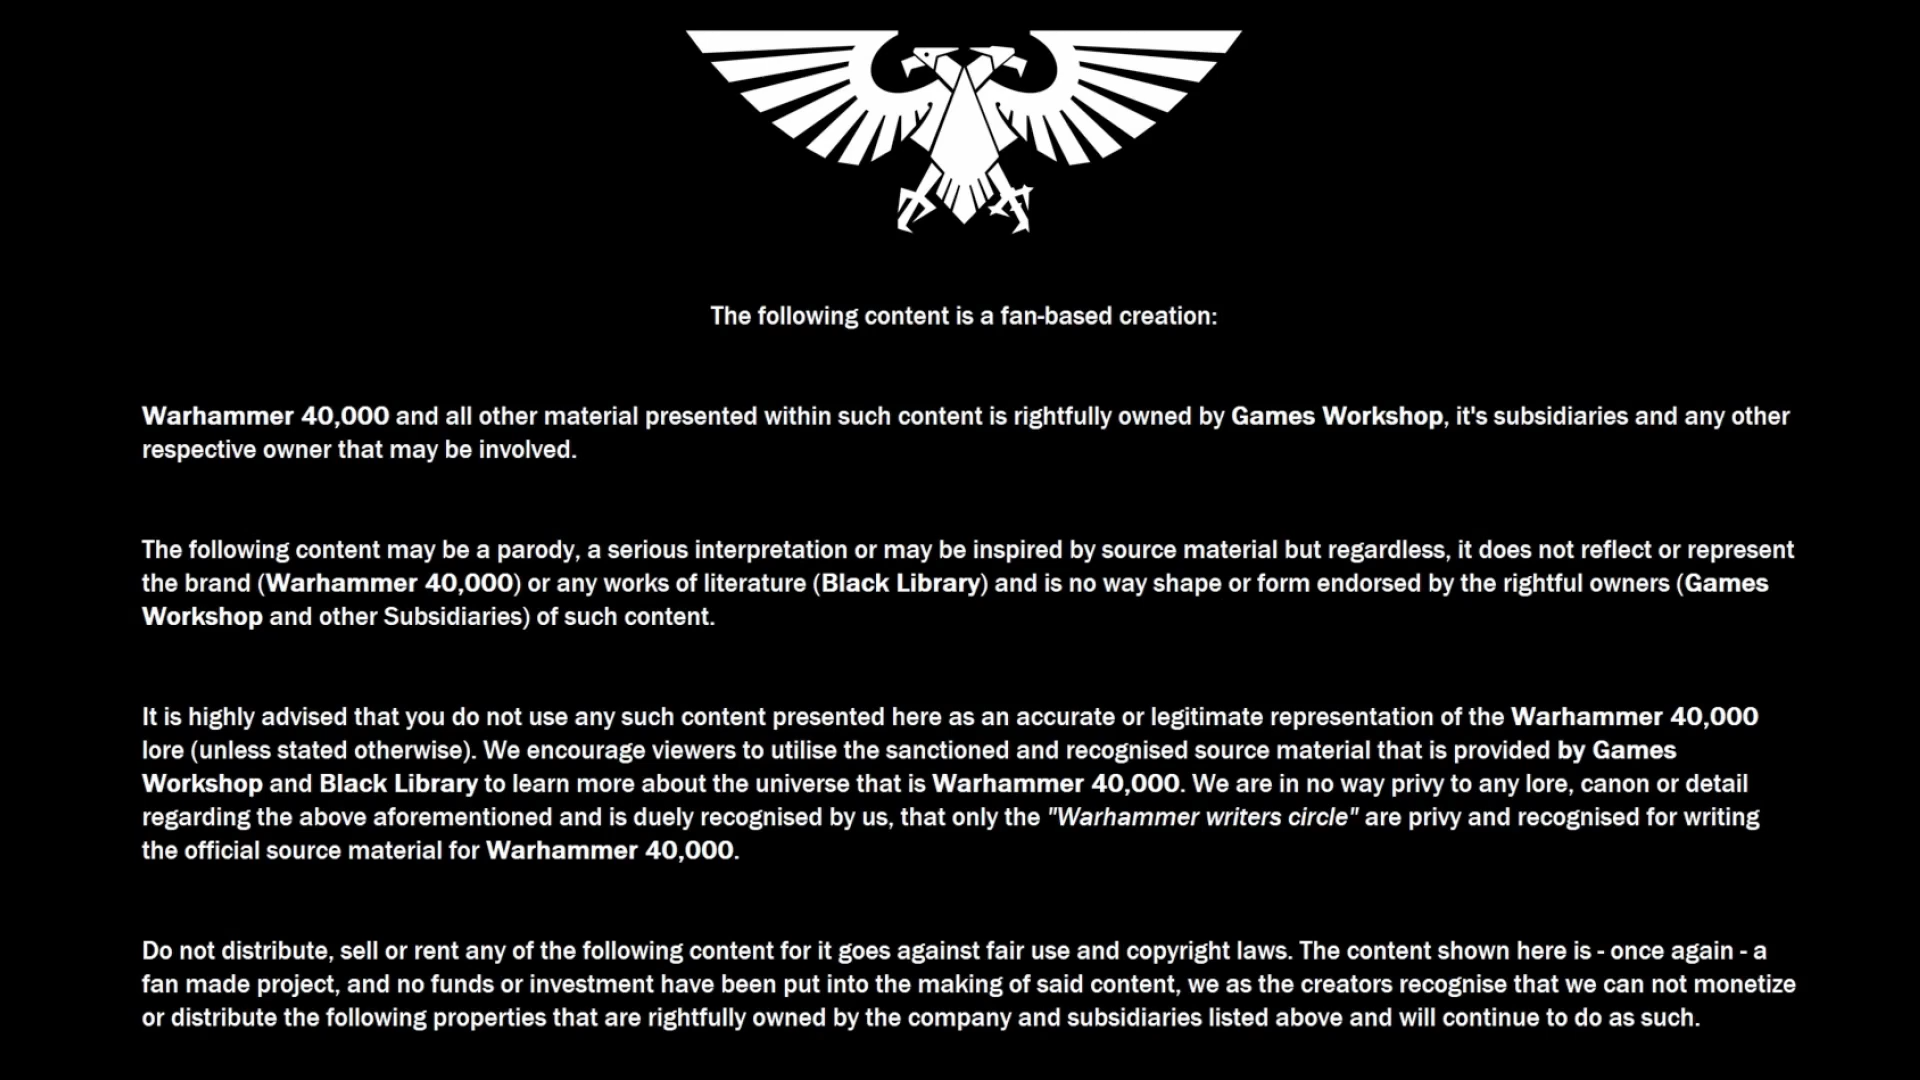 The following content is a fan-based creation:
Warhammer 40,000 and all other material presented within such content is rightfully owned by Games Workshop, it's subsidiaries and any other
respective owner that may be involved.
The following content may be a parody, a serious interpretation or may be inspired by source material but regardless, it does not reflect or represent
the brand (Warhammer 40,000) or any works of literature (Black Library) and is no way shape or form endorsed by the rightful owners (Games
Workshop and other Subsidiaries) of such content.
It is highly advised that you do not use any such content presented here as an accurate or legitimate representation of the Warhammer 40,000
lore (unless stated otherwise). We encourage viewers to utilise the sanctioned and recognised source material that is provided by Games
Workshop and Black Library to learn more about the universe that is Warhammer 40,000. We are in no way privy to any lore, canon or detail
regarding the above aforementioned and is duely recognised by us, that only the "Warhammer writers circle" are privy and recognised for writing
the official source material for Warhammer 40,000.
Do not distribute, sell or rent any of the following content for it goes against fair use and copyright laws. The content shown here is - once again - a
fan made project, and no funds or investment have been put into the making of said content, we as the creators recognise that we can not monetize
or distribute the following properties that are rightfully owned by the company and subsidiaries listed above and will continue to do as such.